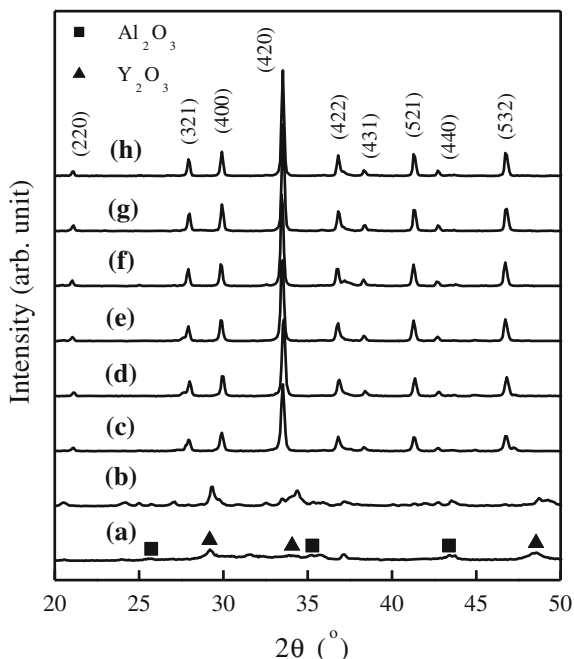 ■ Al2O3
▲ Y2O3
(220)
(321)
(400)
(420)
(422)
(431)
(521)
(440)
(532)
(h)
(g)
(f)
(e)
(d)
(c)
(b)
(a)
Intensity (arb. unit)
20 25 30 35 40 45 50
2θ (°)